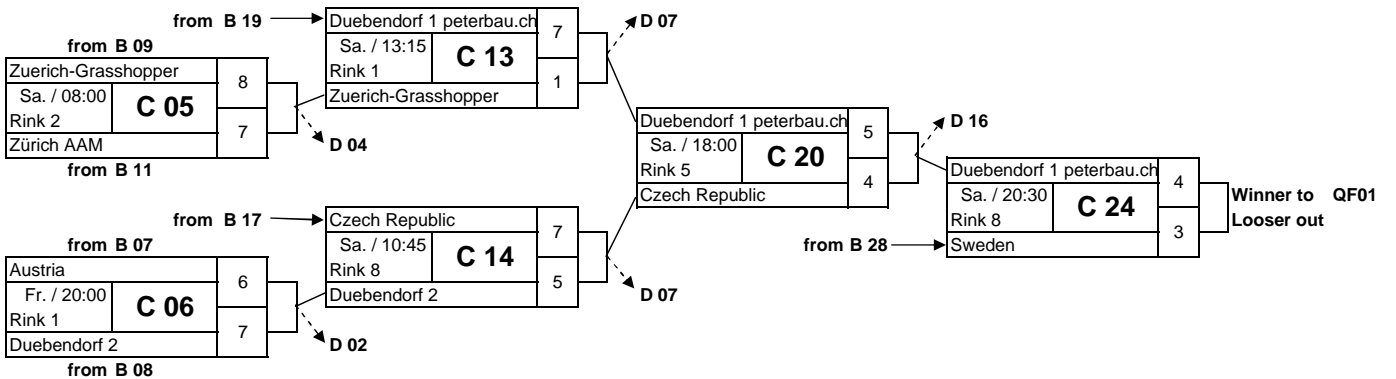 from B 19
Duebendorf 1 peterbau.ch
7
D 07
Sa. / 13:15
C 13
Rink 1
1
Zuerich-Grasshopper
from B 09
Zuerich-Grasshopper
8
Sa. / 08:00
C 05
Rink 2
7
Zürich AAM
D 04
from B 11
Duebendorf 1 peterbau.ch
5
D 16
Sa. / 18:00
C 20
Rink 5
4
Czech Republic
Duebendorf 1 peterbau.ch
4
Winner to QF01
Sa. / 20:30
C 24
Looser out
Rink 8
3
from B 28
Sweden
from B 17
Czech Republic
7
Sa. / 10:45
C 14
Rink 8
5
Duebendorf 2
D 07
from B 07
Austria
6
Fr. / 20:00
C 06
Rink 1
7
Duebendorf 2
D 02
from B 08